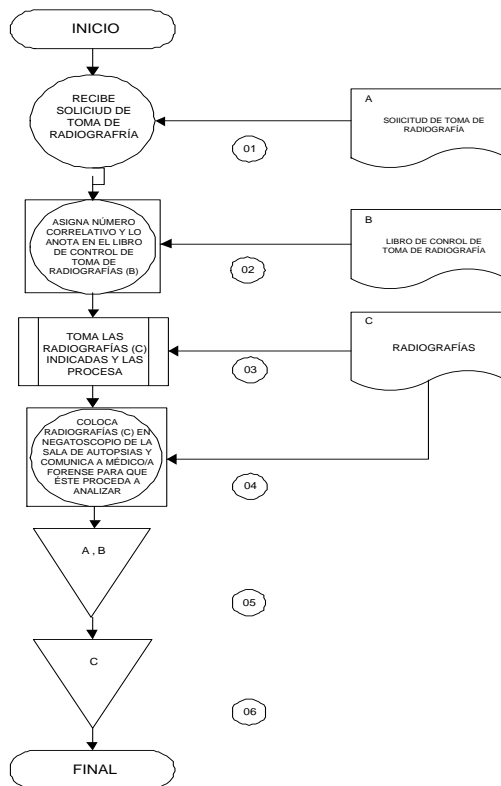 INICIO
RECIBE
SOLICIUD DE
TOMA DE
RADIOGRAFRÍA
A
SOIICITUD DE TOMA DE
RADIOGRAFÍA
01
ASIGNA NÚMERO
CORRELATIVO Y LO
ANOTA EN EL LIBRO
DE CONTROL DE
TOMA DE
RADIOGRAFÍAS (B)
B
LIBRO DE CONROL DE
TOMA DE RADIOGRAFÍA
02
TOMA LAS
RADIOGRAFÍAS (C)
INDICADAS Y LAS
PROCESA
C
RADIOGRAFÍAS
03
COLOCA
RADIOGRAFÍAS (C) EN
NEGATOSCOPIO DE LA
SALA DE AUTOPSIAS Y
COMUNICA A MÉDICO/A
FORENSE PARA QUE
ÉSTE PROCEDA A
ANALIZAR
04
A , B
05
C
06
FINAL